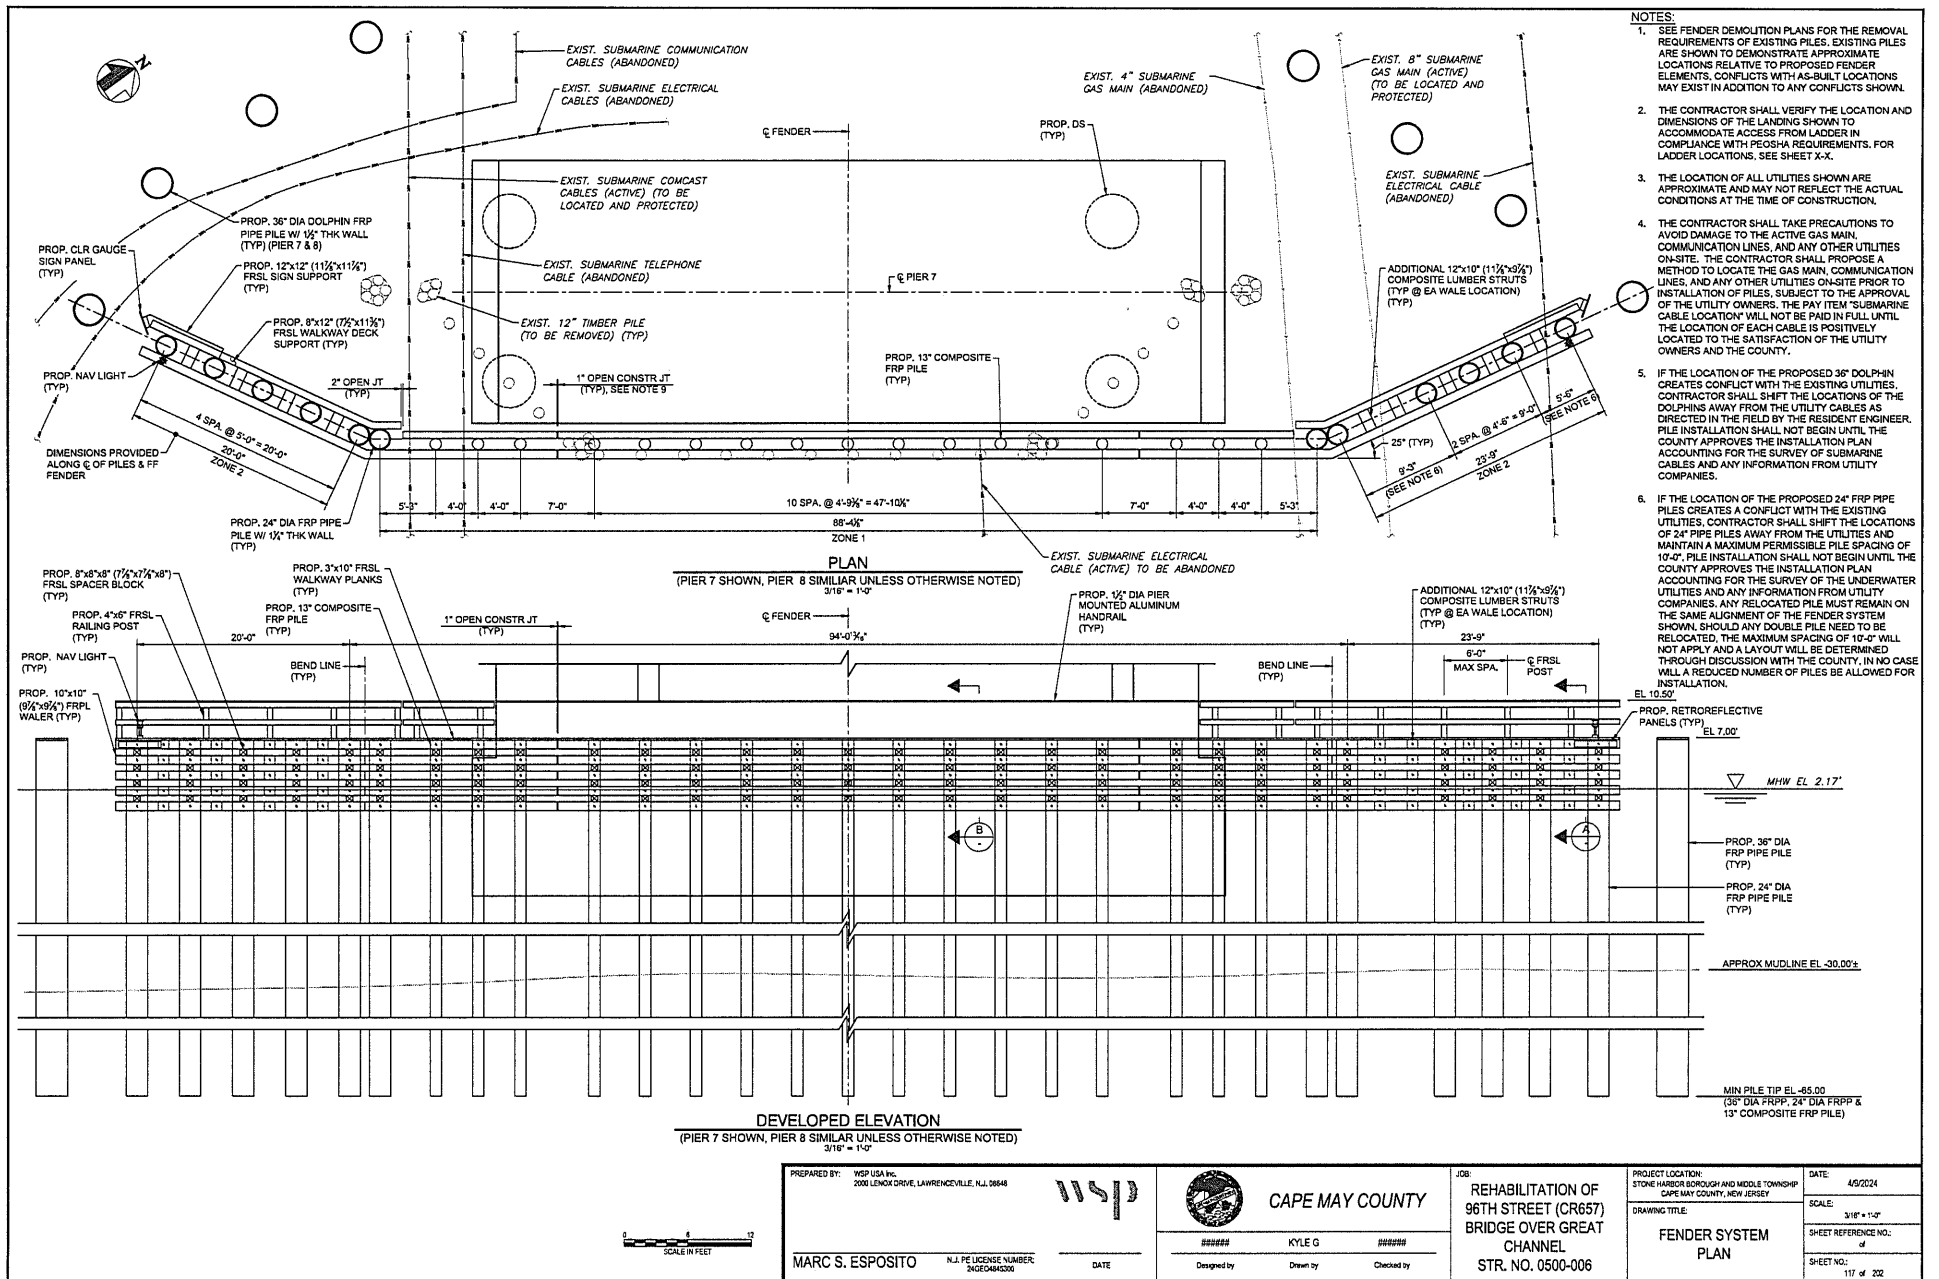 NOTES:
1. SEE FENDER DEMOLITION PLANS FOR THE REMOVAL
REQUIREMENTS OF EXISTING PILES. EXISTING PILES
ARE SHOWN TO DEMONSTRATE APPROXIMATE
LOCATIONS RELATIVE TO PROPOSED FENDER
ELEMENTS. CONFLICTS WITH AS-BUILT LOCATIONS
MAY EXIST IN ADDITION TO ANY CONFLICTS SHOWN.
2. THE CONTRACTOR SHALL VERIFY THE LOCATION AND
DIMENSIONS OF THE LANDING SHOWN TO
ACCOMMODATE ACCESS FROM LADDER IN
COMPLIANCE WITH PEOSHA REQUIREMENTS. FOR
LADDER LOCATIONS, SEE SHEET X-X.
3. THE LOCATION OF ALL UTILITIES SHOWN ARE
APPROXIMATE AND MAY NOT REFLECT THE ACTUAL
CONDITIONS AT THE TIME OF CONSTRUCTION.
4. THE CONTRACTOR SHALL TAKE PRECAUTIONS TO
AVOID DAMAGE TO THE ACTIVE GAS MAIN,
COMMUNICATION LINES, AND ANY OTHER UTILITIES
ON-SITE. THE CONTRACTOR SHALL PROPOSE A
METHOD TO LOCATE THE GAS MAIN, COMMUNICATION
LINES, AND ANY OTHER UTILITIES ON-SITE PRIOR TO
INSTALLATION OF PILES, SUBJECT TO THE APPROVAL
OF THE UTILITY OWNERS. THE PAY ITEM "SUBMARINE
CABLE LOCATION" WILL NOT BE PAID IN FULL UNTIL
THE LOCATION OF EACH CABLE IS POSITIVELY
LOCATED TO THE SATISFACTION OF THE UTILITY
OWNERS AND THE COUNTY.
5. IF THE LOCATION OF THE PROPOSED 36" DOLPHIN
CREATES CONFLICT WITH THE EXISTING UTILITIES,
CONTRACTOR SHALL SHIFT THE LOCATIONS OF THE
DOLPHINS AWAY FROM THE UTILITY CABLES AS
DIRECTED IN THE FIELD BY THE RESIDENT ENGINEER.
PILE INSTALLATION SHALL NOT BEGIN UNTIL THE
COUNTY APPROVES THE INSTALLATION PLAN
ACCOUNTING FOR THE SURVEY OF SUBMARINE
CABLES AND ANY INFORMATION FROM UTILITY
COMPANIES.
6. IF THE LOCATION OF THE PROPOSED 24" FRP PIPE
PILES CREATES A CONFLICT WITH THE EXISTING
UTILITIES, CONTRACTOR SHALL SHIFT THE LOCATIONS
OF 24" PIPE PILES AWAY FROM THE UTILITIES AND
MAINTAIN A MAXIMUM PERMISSIBLE PILE SPACING OF
10'-0". PILE INSTALLATION SHALL NOT BEGIN UNTIL THE
COUNTY APPROVES THE INSTALLATION PLAN
ACCOUNTING FOR THE SURVEY OF THE UNDERWATER
UTILITIES AND ANY INFORMATION FROM UTILITY
COMPANIES. ANY RELOCATED PILE MUST REMAIN ON
THE SAME ALIGNMENT OF THE FENDER SYSTEM
SHOWN. SHOULD ANY DOUBLE PILE NEED TO BE
RELOCATED, THE MAXIMUM SPACING OF 10'-0" WILL
NOT APPLY AND A LAYOUT WILL BE DETERMINED
THROUGH DISCUSSION WITH THE COUNTY. IN NO CASE
WILL A REDUCED NUMBER OF PILES BE ALLOWED FOR
INSTALLATION.
N
EXIST. SUBMARINE COMMUNICATION
CABLES (ABANDONED)
EXIST. SUBMARINE ELECTRICAL
CABLES (ABANDONED)
℄ FENDER
PROP. DS
(TYP)
EXIST. 4" SUBMARINE
GAS MAIN (ABANDONED)
EXIST. 8" SUBMARINE
GAS MAIN (ACTIVE)
(TO BE LOCATED AND
PROTECTED)
EXIST. SUBMARINE
ELECTRICAL CABLE
(ABANDONED)
EXIST. SUBMARINE COMCAST
CABLES (ACTIVE) (TO BE
LOCATED AND PROTECTED)
PROP. 36" DIA DOLPHIN FRP
PIPE PILE W/ 1½" THK WALL
(TYP) (PIER 7 & 8)
PROP. CLR GAUGE
SIGN PANEL
(TYP)
PROP. 12"x12" (11⅞"x11⅞")
FRSL SIGN SUPPORT
(TYP)
EXIST. SUBMARINE TELEPHONE
CABLE (ABANDONED)
℄ PIER 7
ADDITIONAL 12"x10" (11⅞"x9⅞")
COMPOSITE LUMBER STRUTS
(TYP @ EA WALE LOCATION)
(TYP)
PROP. 8"x12" (7½"x11⅜")
FRSL WALKWAY DECK
SUPPORT (TYP)
EXIST. 12" TIMBER PILE
(TO BE REMOVED) (TYP)
PROP. 13" COMPOSITE
FRP PILE
(TYP)
PROP. NAV LIGHT
(TYP)
2" OPEN JT
(TYP)
1" OPEN CONSTR JT
(TYP), SEE NOTE 9
4 SPA. @ 5'-0" = 20'-0"
20'-0"
ZONE 2
DIMENSIONS PROVIDED
ALONG ℄ OF PILES & FF
FENDER
25° (TYP)
5'-6"
(SEE NOTE 6)
2 SPA. @ 4'-6" = 9'-0"
9'-3"
(SEE NOTE 6)
23'-9"
ZONE 2
5'-3"
4'-0"
4'-0"
7'-0"
10 SPA. @ 4'-9⅜" = 47'-10⅛"
7'-0"
4'-0"
4'-0"
5'-3"
88'-4⅛"
ZONE 1
PROP. 24" DIA FRP PIPE
PILE W/ 1¼" THK WALL
(TYP)
EXIST. SUBMARINE ELECTRICAL
CABLE (ACTIVE) TO BE ABANDONED
PLAN
(PIER 7 SHOWN, PIER 8 SIMILIAR UNLESS OTHERWISE NOTED)
3/16" = 1'-0"
PROP. 8"x8"x8" (7⅞"x7⅞"x8")
FRSL SPACER BLOCK
(TYP)
PROP. 3"x10" FRSL
WALKWAY PLANKS
(TYP)
PROP. 4"x6" FRSL
RAILING POST
(TYP)
PROP. 13" COMPOSITE
FRP PILE
(TYP)
1" OPEN CONSTR JT
(TYP)
℄ FENDER
PROP. 1½" DIA PIER
MOUNTED ALUMINUM
HANDRAIL
(TYP)
ADDITIONAL 12"x10" (11⅞"x9⅞")
COMPOSITE LUMBER STRUTS
(TYP @ EA WALE LOCATION)
(TYP)
20'-0"
94'-0³⁄₁₆"
23'-9"
PROP. NAV LIGHT
(TYP)
BEND LINE
(TYP)
BEND LINE
(TYP)
6'-0"
MAX SPA.
℄ FRSL
POST
PROP. 10"x10"
(9⅞"x9⅞") FRPL
WALER (TYP)
EL 10.50'
PROP. RETROREFLECTIVE
PANELS (TYP)
EL 7.00'
MHW EL 2.17'
B
-
A
-
PROP. 36" DIA
FRP PIPE PILE
(TYP)
PROP. 24" DIA
FRP PIPE PILE
(TYP)
APPROX MUDLINE EL -30.00'±
MIN PILE TIP EL -65.00
(36" DIA FRPP, 24" DIA FRPP &
13" COMPOSITE FRP PILE)
DEVELOPED ELEVATION
(PIER 7 SHOWN, PIER 8 SIMILAR UNLESS OTHERWISE NOTED)
3/16" = 1'-0"
0 6 12
SCALE IN FEET
PREPARED BY: WSP USA Inc.
2000 LENOX DRIVE, LAWRENCEVILLE, N.J. 08648
MARC S. ESPOSITO
N.J. PE LICENSE NUMBER:
24GE04845300
wsp
DATE
CAPE MAY COUNTY
###### KYLE G ######
Designed by Drawn by Checked by
JOB:
REHABILITATION OF
96TH STREET (CR657)
BRIDGE OVER GREAT
CHANNEL
STR. NO. 0500-006
PROJECT LOCATION:
STONE HARBOR BOROUGH AND MIDDLE TOWNSHIP
CAPE MAY COUNTY, NEW JERSEY
DRAWING TITLE:
FENDER SYSTEM
PLAN
DATE:
4/9/2024
SCALE:
3/16" = 1'-0"
SHEET REFERENCE NO.:
of
SHEET NO.:
117 of 202